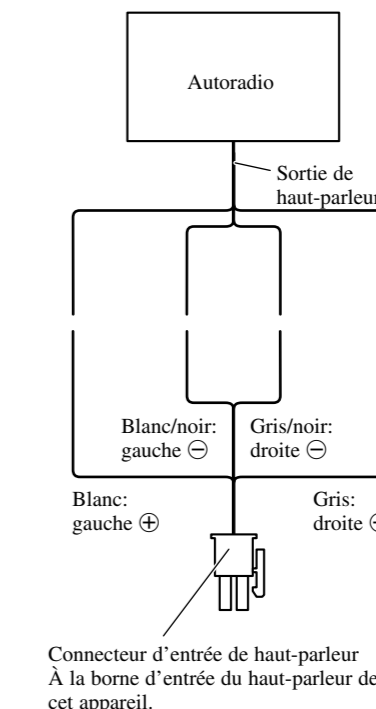 Autoradio
Sortie de
haut-parleur
Blanc/noir:
gauche ⊖
Gris/noir:
droite ⊖
Blanc:
gauche ⊕
Gris:
droite
Connecteur d’entrée de haut-parleur
À la borne d’entrée du haut-parleur de
cet appareil.